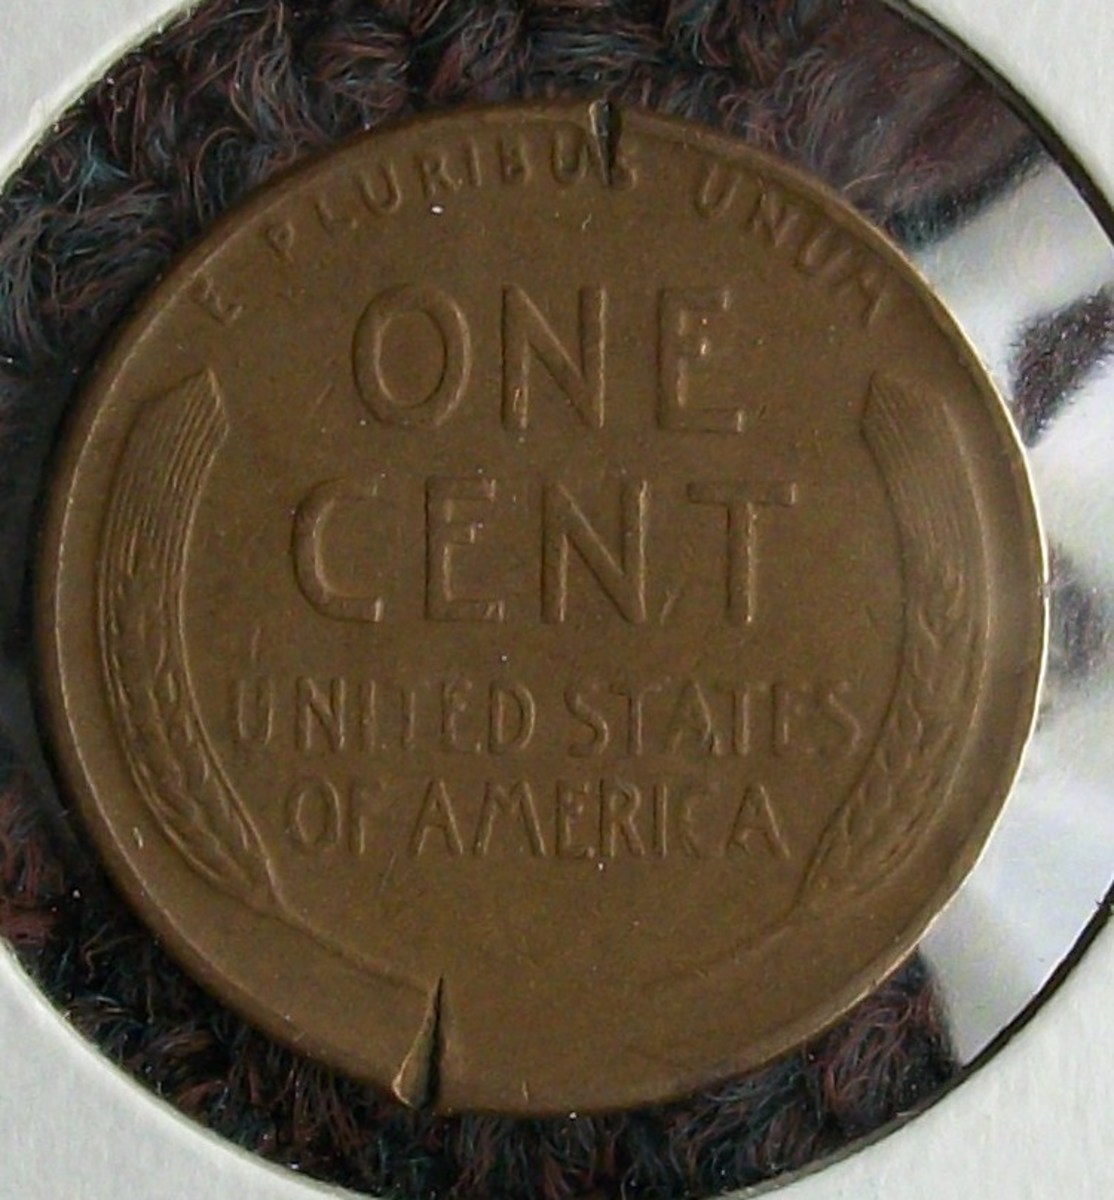 E PLURIBUS UNUM
ONE
CENT
UNITED STATES
OF AMERICA